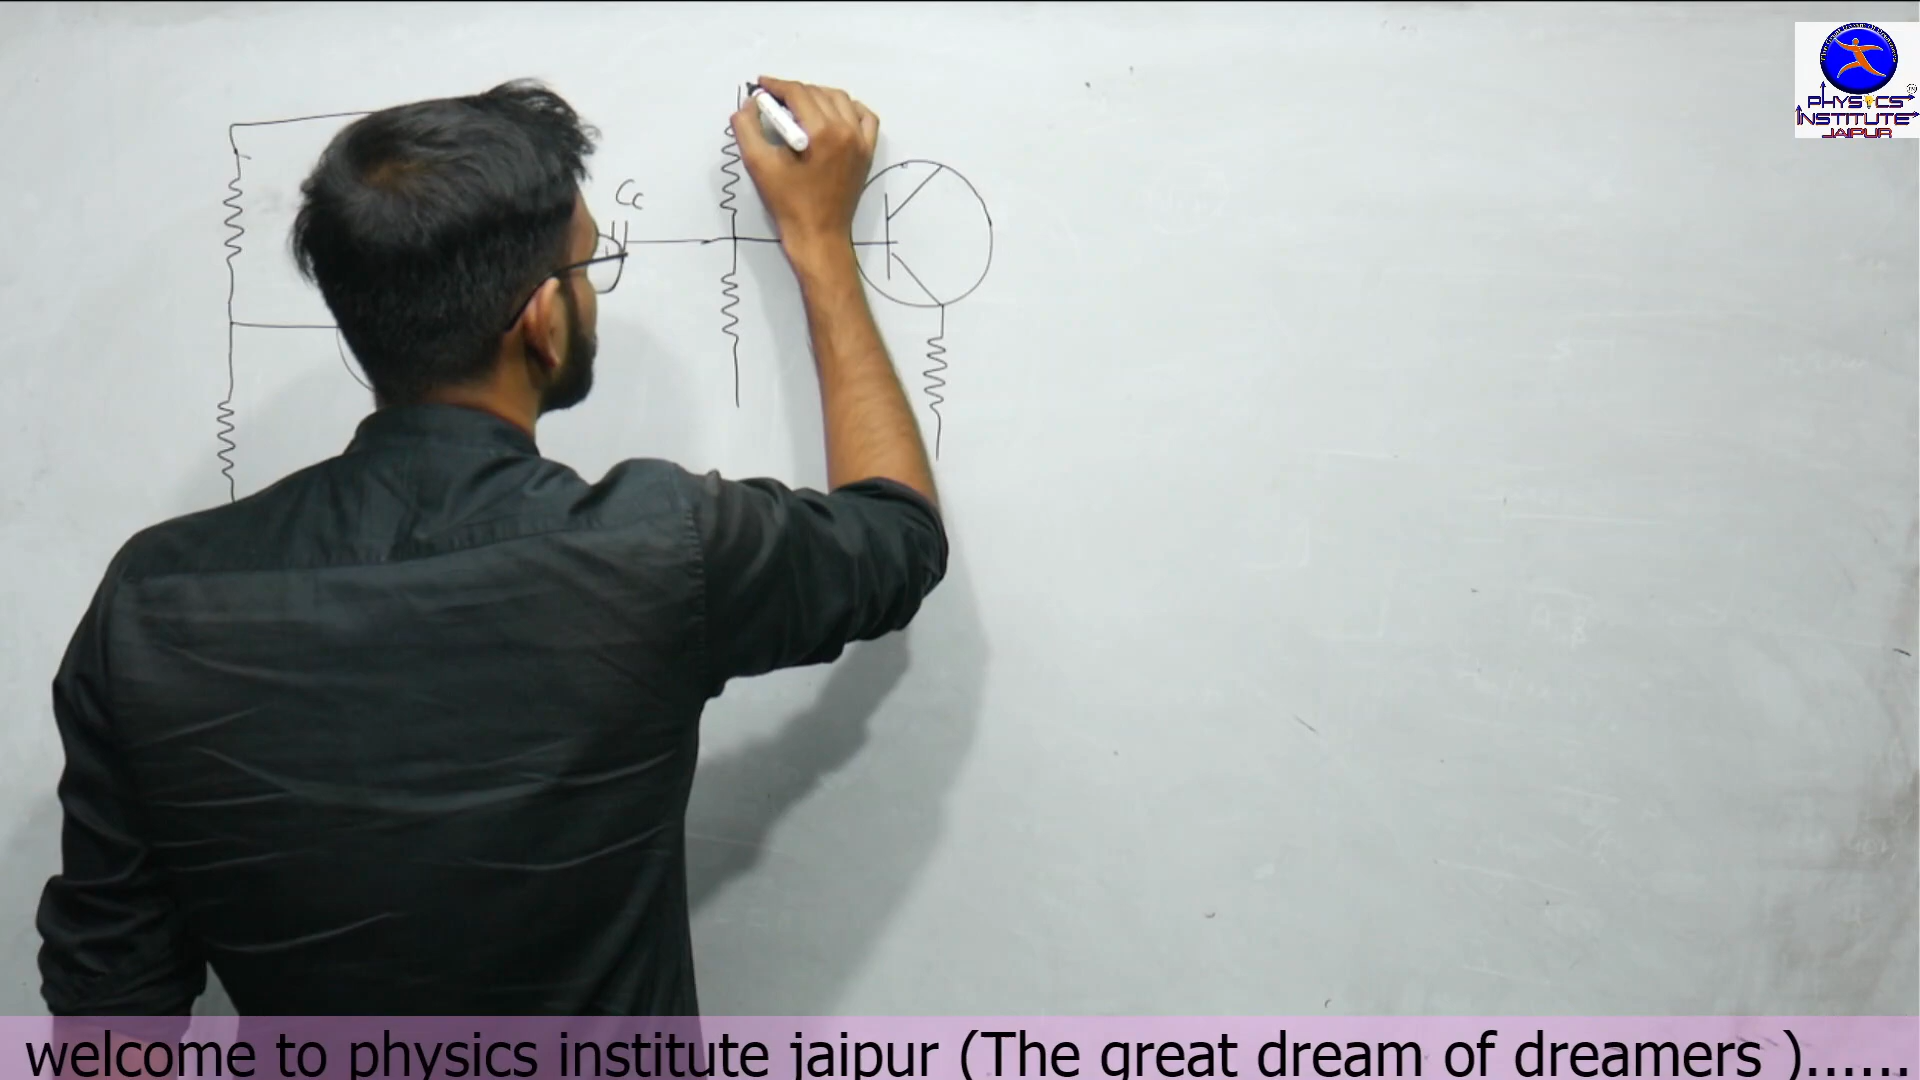 PHYSICS
INSTITUTE
JAIPUR
Cc
welcome to physics institute jaipur (The great dream of dreamers )......